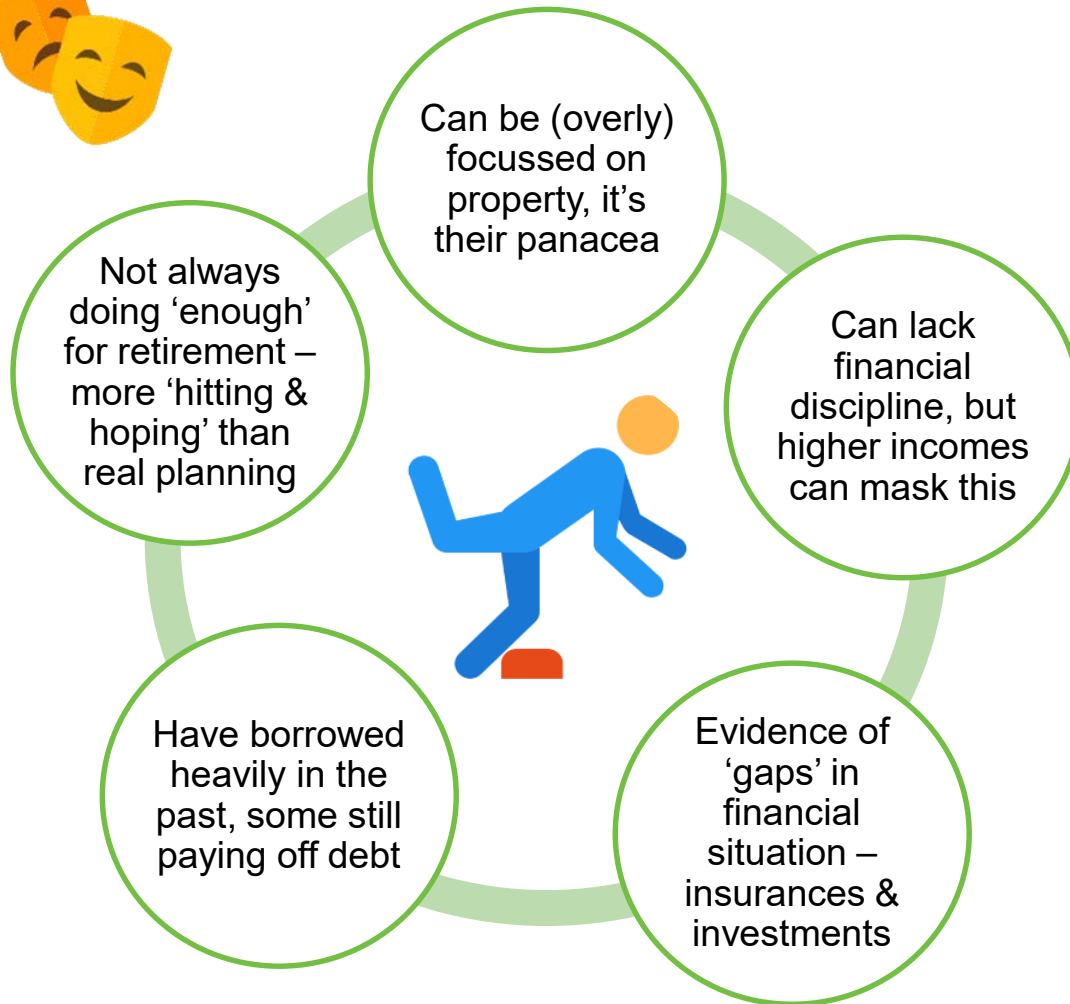 Can be (overly)
focussed on
property, it’s
their panacea
Can lack
financial
discipline, but
higher incomes
can mask this
Evidence of
‘gaps’ in
financial
situation –
insurances &
investments
Have borrowed
heavily in the
past, some still
paying off debt
Not always
doing ‘enough’
for retirement –
more ‘hitting &
hoping’ than
real planning